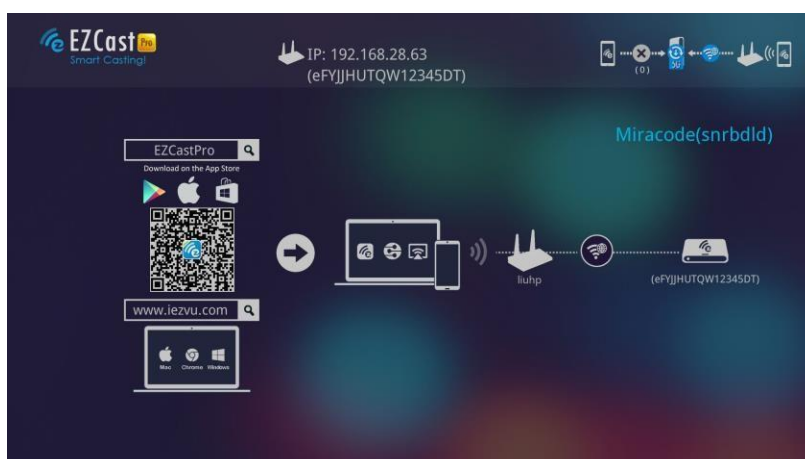 EZCast Pro
Smart Casting!
IP: 192.168.28.63
(eFYJJHUTQW12345DT)
(0)
5G
Miracode(snrbdld)
EZCastPro
Download on the App Store
www.iezvu.com
Mac Chrome Windows
liuhp
(eFYJJHUTQW12345DT)